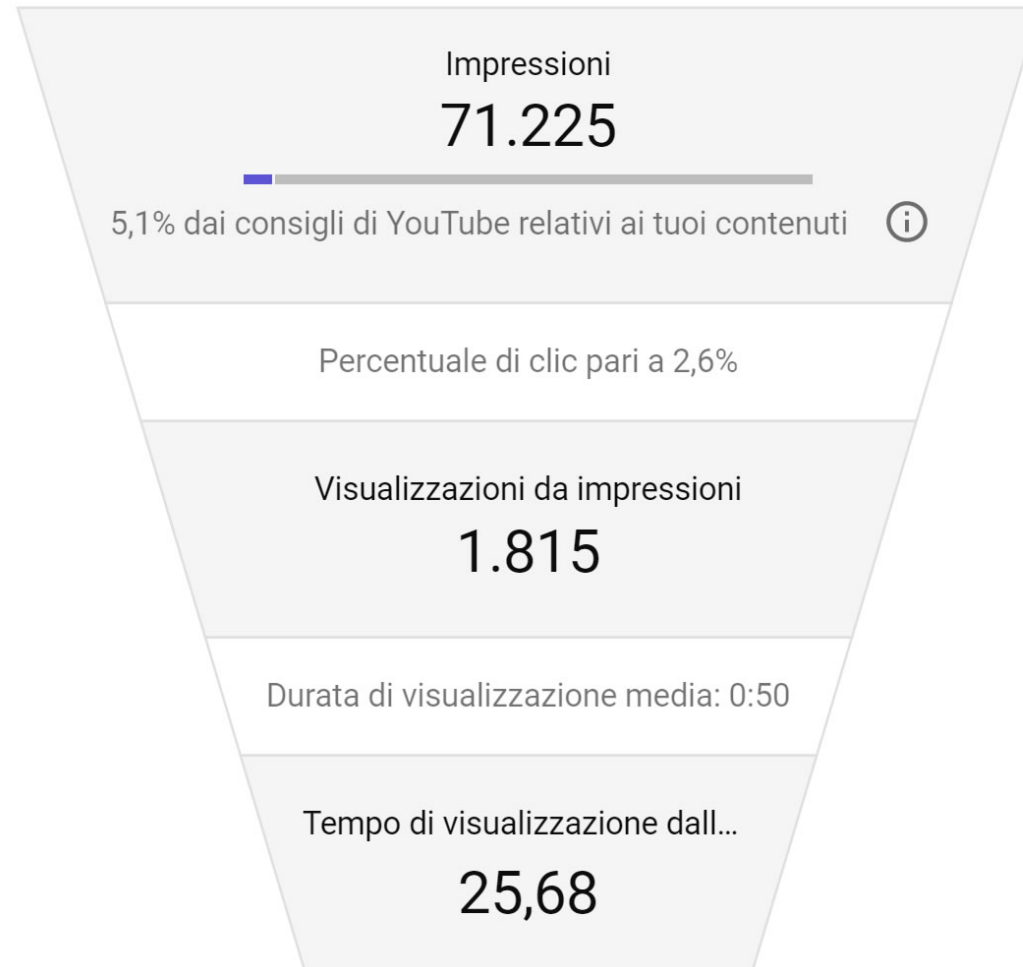 Impressioni
71.225
5,1% dai consigli di YouTube relativi ai tuoi contenuti
Percentuale di clic pari a 2,6%
Visualizzazioni da impressioni
1.815
Durata di visualizzazione media: 0:50
Tempo di visualizzazione dall...
25,68